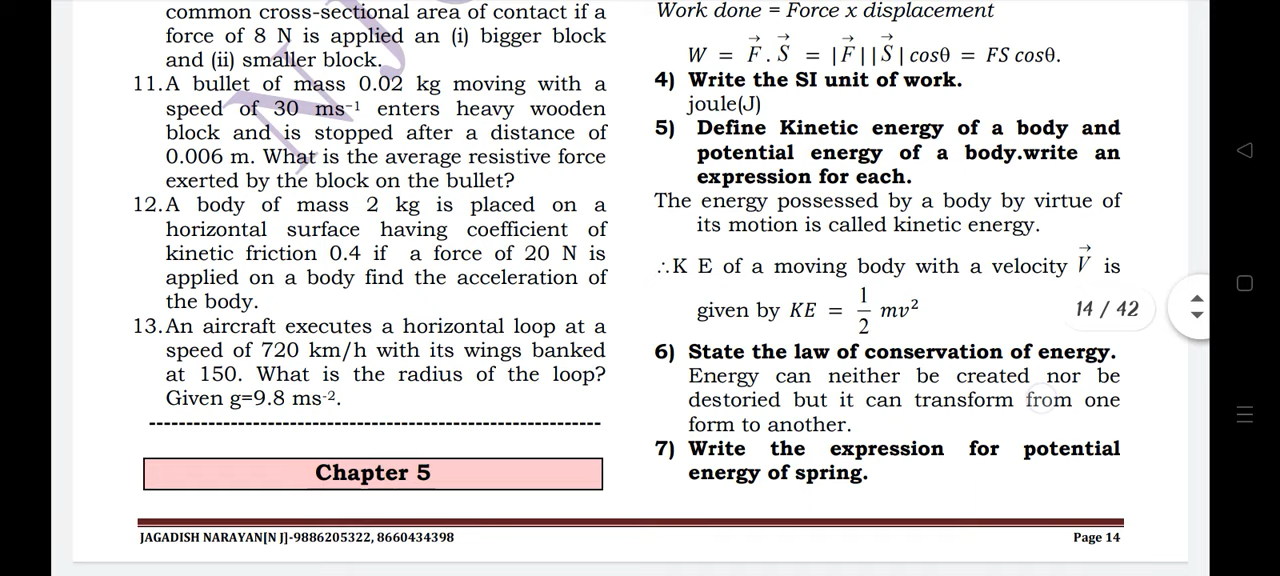 common cross-sectional area of contact if a
force of 8 N is applied an (i) bigger block
and (ii) smaller block.
11. A bullet of mass 0.02 kg moving with a
speed of 30 ms⁻¹ enters heavy wooden
block and is stopped after a distance of
0.006 m. What is the average resistive force
exerted by the block on the bullet?
12. A body of mass 2 kg is placed on a
horizontal surface having coefficient of
kinetic friction 0.4 if a force of 20 N is
applied on a body find the acceleration of
the body.
13. An aircraft executes a horizontal loop at a
speed of 720 km/h with its wings banked
at 150. What is the radius of the loop?
Given g=9.8 ms⁻².
Chapter 5
Work done = Force x displacement
W = F⃗ . S⃗ = |F⃗||S⃗| cosθ = FS cosθ.
4) Write the SI unit of work.
joule(J)
5) Define Kinetic energy of a body and
potential energy of a body.write an
expression for each.
The energy possessed by a body by virtue of
its motion is called kinetic energy.
∴K E of a moving body with a velocity V⃗ is
given by KE = 1/2 mv²
14 / 42
6) State the law of conservation of energy.
Energy can neither be created nor be
destoried but it can transform from one
form to another.
7) Write the expression for potential
energy of spring.
JAGADISH NARAYAN[N J]-9886205322, 8660434398
Page 14